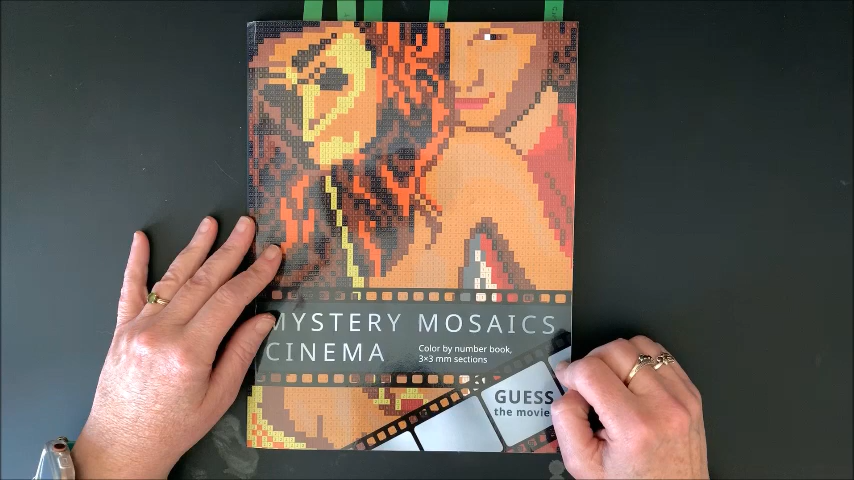 MYSTERY MOSAICS
CINEMA
Color by number book,
3×3 mm sections
GUESS
the movie